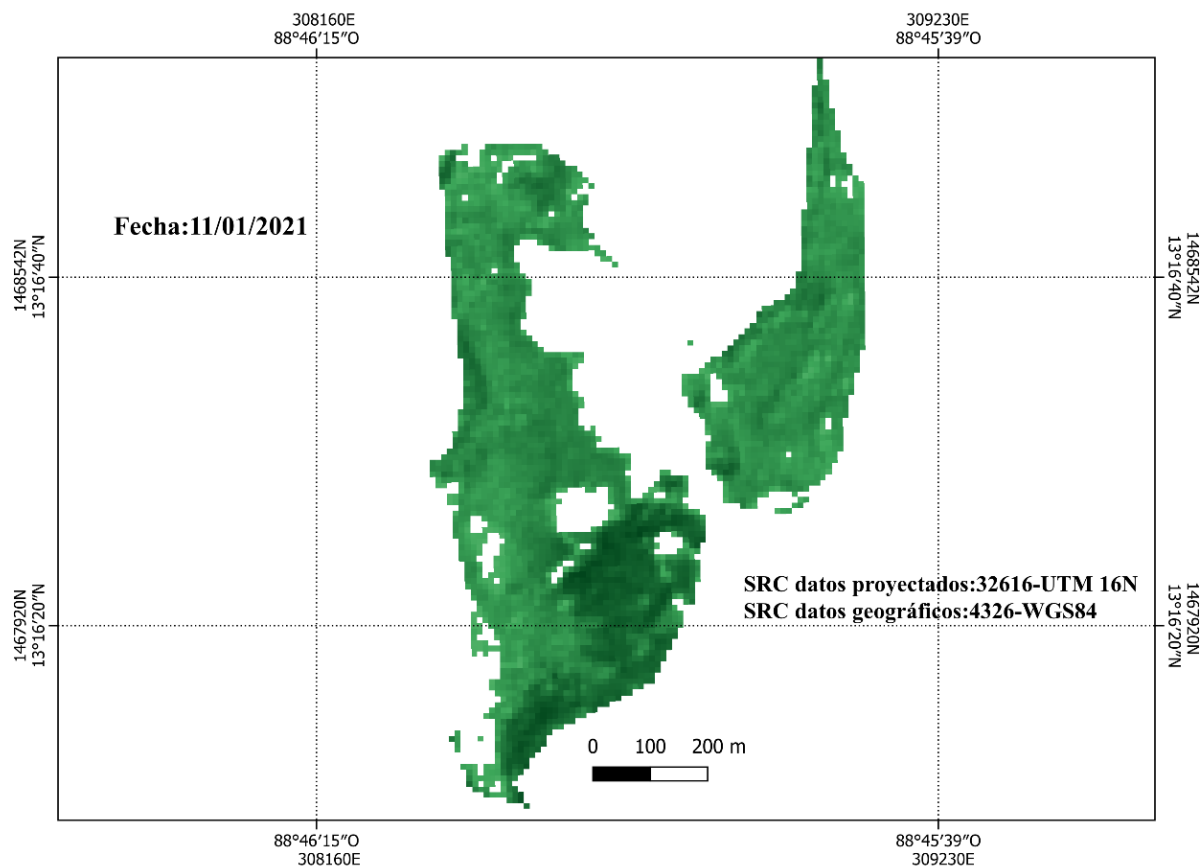 308160E
88°46′15″O
309230E
88°45′39″O
Fecha:11/01/2021
1468542N
13°16′40″N
1468542N
13°16′40″N
SRC datos proyectados:32616-UTM 16N
SRC datos geográficos:4326-WGS84
1467920N
13°16′20″N
1467920N
13°16′20″N
0 100 200 m
88°46′15″O
308160E
88°45′39″O
309230E